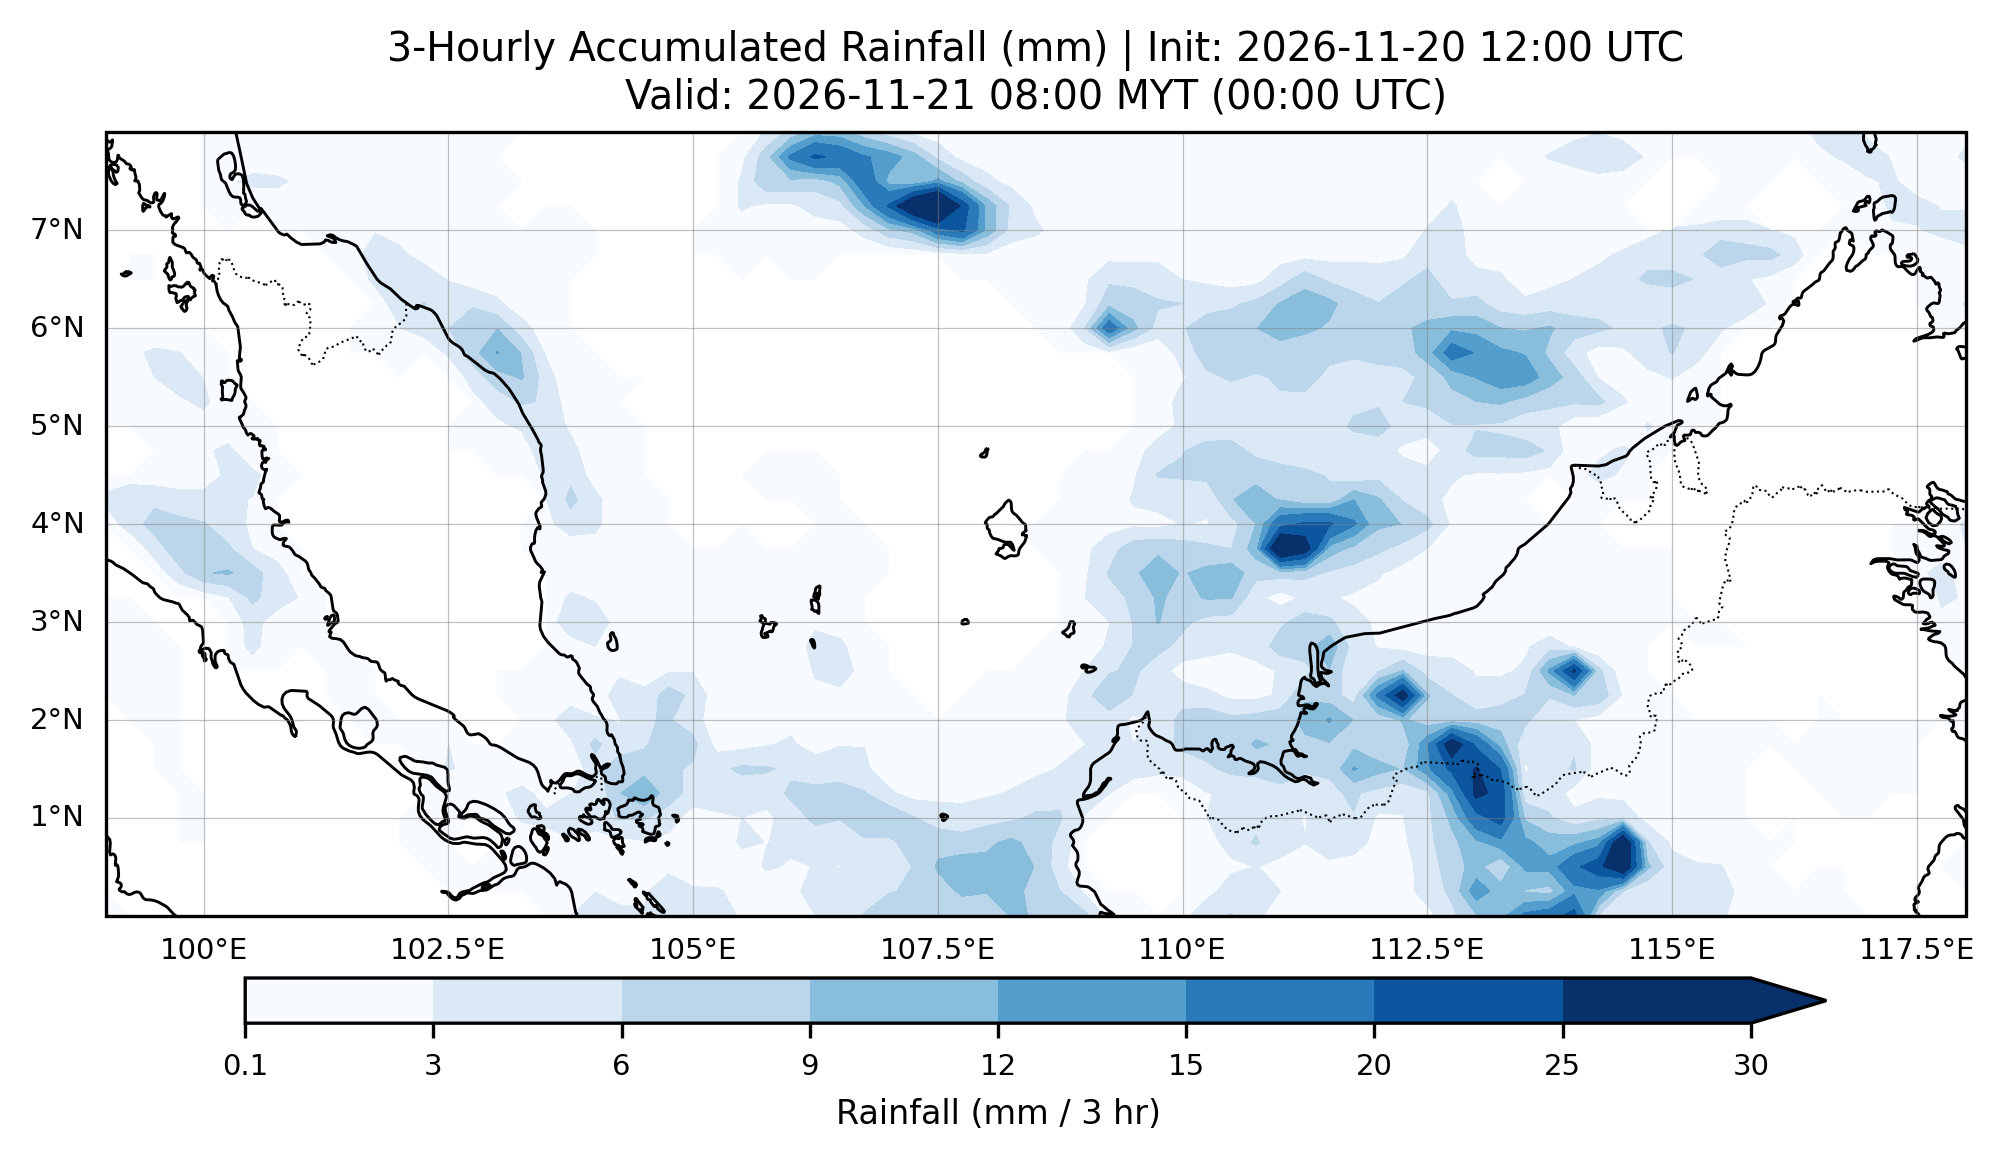 3-Hourly Accumulated Rainfall (mm) | Init: 2026-11-20 12:00 UTC
Valid: 2026-11-21 08:00 MYT (00:00 UTC)
7°N
6°N
5°N
4°N
3°N
2°N
1°N
100°E 102.5°E 105°E 107.5°E 110°E 112.5°E 115°E 117.5°E
0.1 3 6 9 12 15 20 25 30
Rainfall (mm / 3 hr)